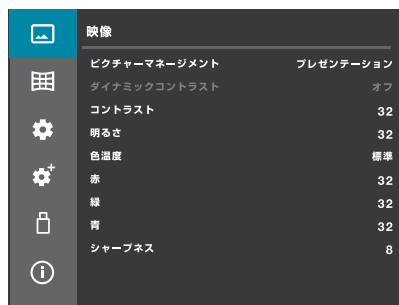 映像
ピクチャーマネージメント プレゼンテーション
ダイナミックコントラスト オフ
コントラスト 32
明るさ 32
色温度 標準
赤 32
緑 32
青 32
シャープネス 8